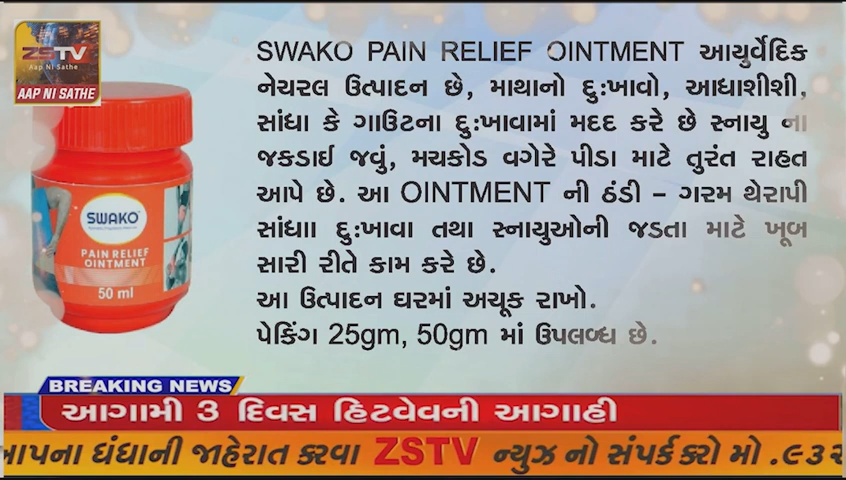 ZSTV
Aap Ni Sathe
AAP NI SATHE
SWAKO PAIN RELIEF OINTMENT આયુર્વેદિક
નેચરલ ઉત્પાદન છે, માથાનો દુઃખાવો, આધાશીશી,
સાંધા કે ગાઉટના દુઃખાવામાં મદદ કરે છે સ્નાયુ ના
જકડાઈ જવું, મચકોડ વગેરે પીડા માટે તુરંત રાહત
આપે છે. આ OINTMENT ની ઠંડી – ગરમ થેરાપી
સાંધાા દુઃખાવા તથા સ્નાયુઓની જડતા માટે ખૂબ
સારી રીતે કામ કરે છે.
આ ઉત્પાદન ઘરમાં અચૂક રાખો.
પેકિંગ 25gm, 50gm માં ઉપલબ્ધ છે.
SWAKO
PAIN RELIEF
OINTMENT
50 ml
BREAKING NEWS
આગામી 3 દિવસ હિટવેવની આગાહી
આપના ધંધાની જાહેરાત કરવા ZSTV ન્યુઝ નો સંપર્ક કરો મો .૯૩૨